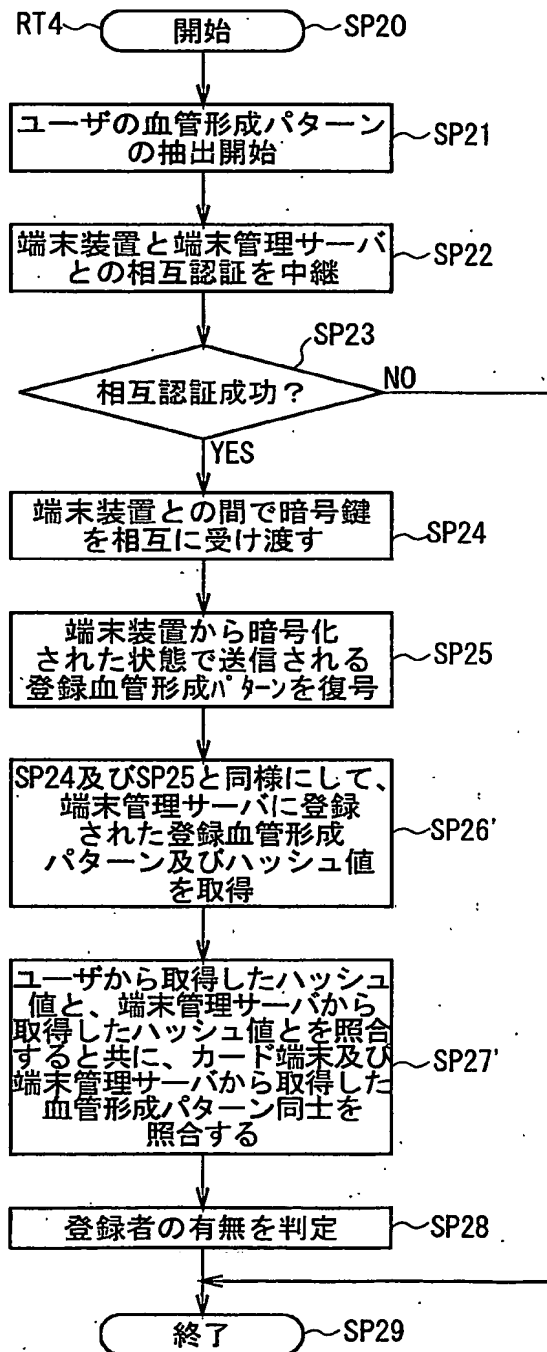 RT4
開始
SP20
ユーザの血管形成パターン
の抽出開始
SP21
端末装置と端末管理サーバ
との相互認証を中継
SP22
SP23
相互認証成功?
NO
YES
端末装置との間で暗号鍵
を相互に受け渡す
SP24
端末装置から暗号化
された状態で送信される
登録血管形成パターンを復号
SP25
SP24及びSP25と同様にして、
端末管理サーバに登録
された登録血管形成
パターン及びハッシュ値
を取得
SP26'
ユーザから取得したハッシュ
値と、端末管理サーバから
取得したハッシュ値とを照合
すると共に、カード端末及び
端末管理サーバから取得した
血管形成パターン同士を
照合する
SP27'
登録者の有無を判定
SP28
終了
SP29